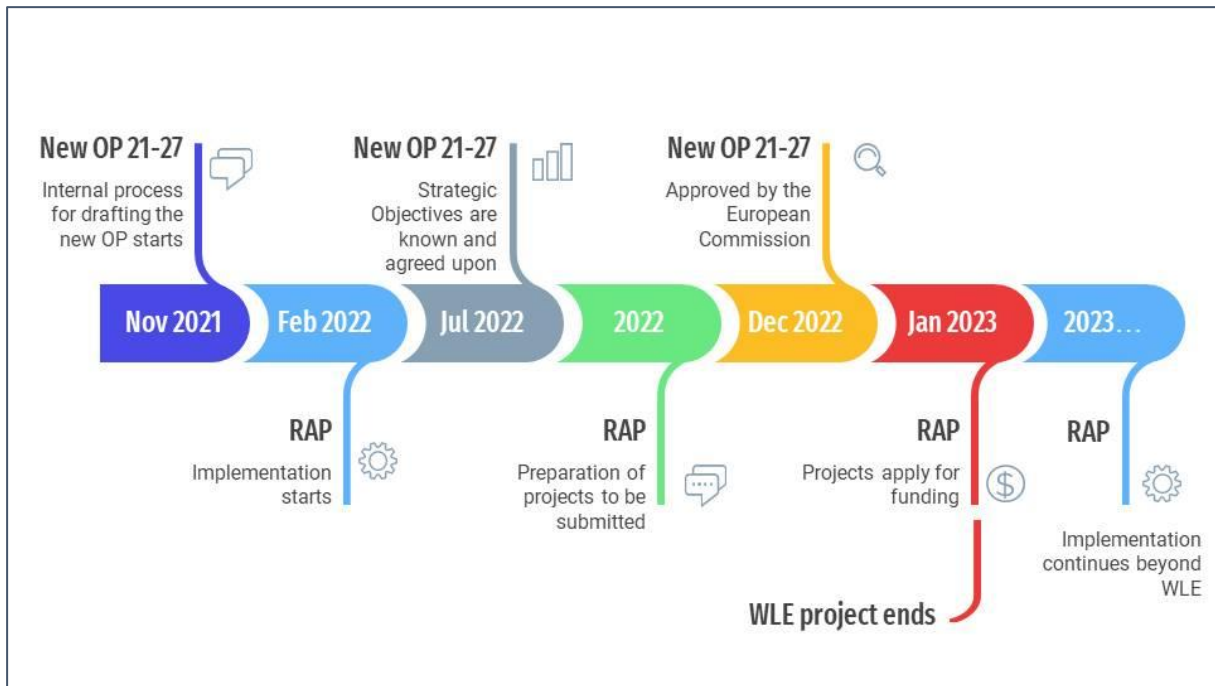 New OP 21-27
Internal process
for drafting the
new OP starts
New OP 21-27
Strategic
Objectives are
known and
agreed upon
New OP 21-27
Approved by the
European
Commission
Nov 2021
Feb 2022
Jul 2022
2022
Dec 2022
Jan 2023
2023...
RAP
Implementation
starts
RAP
Preparation of
projects to be
submitted
RAP
Projects apply for
funding
$
WLE project ends
RAP
Implementation
continues beyond
WLE